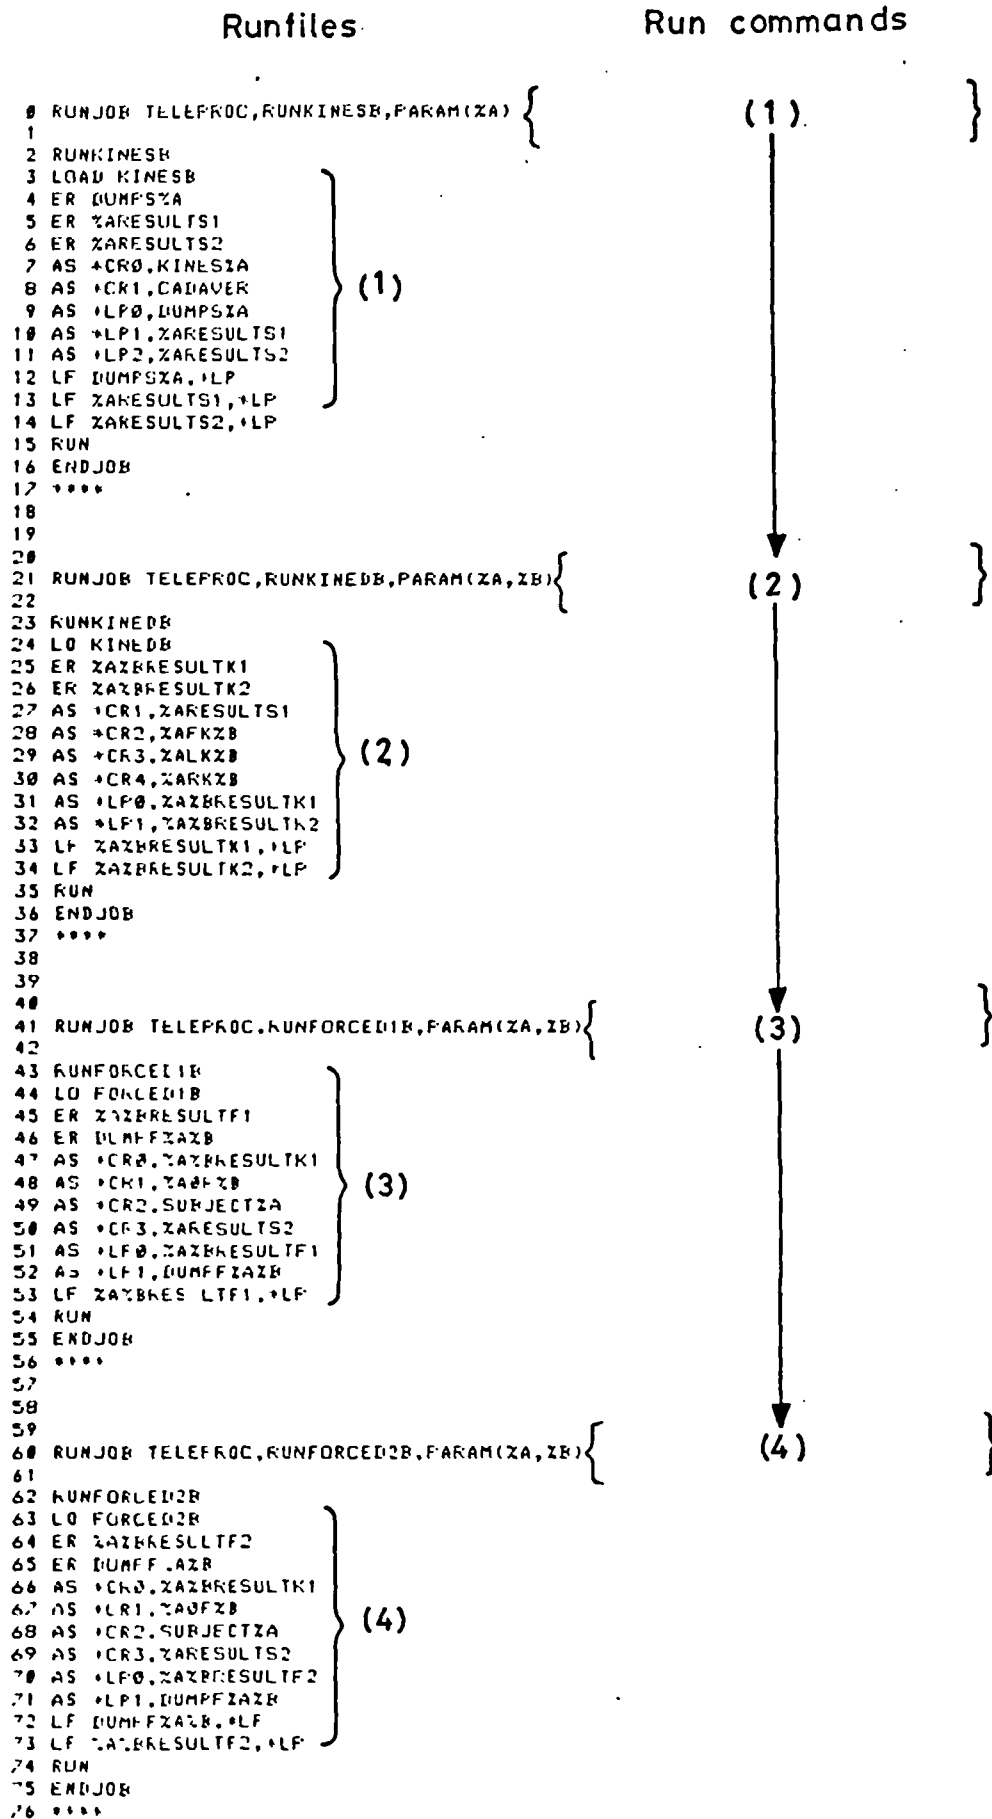 Runfiles
Run commands
0 RUNJOB TELEPROC,RUNKINESB,PARAM(%A) { (1) }
1
2 RUNKINESB
3 LOAD KINESB
4 ER DUMPS%A
5 ER %ARESULTS1
6 ER %ARESULTS2
7 AS *CR0,KINES%A
8 AS *CR1,CADAVER
9 AS *LP0,DUMPS%A
10 AS *LP1,%ARESULTS1
11 AS *LP2,%ARESULTS2
12 LF DUMPS%A,*LP
13 LF %ARESULTS1,*LP
14 LF %ARESULTS2,*LP
(1)
15 RUN
16 ENDJOB
17 ****
18
19
20
21 RUNJOB TELEPROC,RUNKINEDB,PARAM(%A,%B) { (2) }
22
23 RUNKINEDB
24 LO KINEDB
25 ER %A%BRESULTK1
26 ER %A%BRESULTK2
27 AS *CR1,%ARESULTS1
28 AS *CR2,%AFK%B
29 AS *CR3,%ALK%B
30 AS *CR4,%ARK%B
31 AS *LP0,%A%BRESULTK1
32 AS *LP1,%A%BRESULTK2
33 LF %A%BRESULTK1,*LP
34 LF %A%BRESULTK2,*LP
(2)
35 RUN
36 ENDJOB
37 ****
38
39
40
41 RUNJOB TELEPROC.RUNFORCED1B,PARAM(%A,%B) { (3) }
42
43 RUNFORCED1B
44 LO FORCED1B
45 ER %A%BRESULTF1
46 ER DUMPF%A%B
47 AS *CR0,%A%BRESULTK1
48 AS *CR1,%A0F%B
49 AS *CR2,SUBJECT%A
50 AS *CR3,%ARESULTS2
51 AS *LP0,%A%BRESULTF1
52 AS *LP1,DUMPF%A%B
53 LF %A%BRES LTF1,*LP
(3)
54 RUN
55 ENDJOB
56 ****
57
58
59
60 RUNJOB TELEPROC,RUNFORCED2B,PARAM(%A,%B) { (4) }
61
62 RUNFORCED2B
63 LO FORCED2B
64 ER %A%BRESULTF2
65 ER DUMPF A%B
66 AS *CR0,%A%BRESULTK1
67 AS *CR1,%A0F%B
68 AS *CR2,SUBJECT%A
69 AS *CR3,%ARESULTS2
70 AS *LP0,%A%BRESULTF2
71 AS *LP1,DUMPF%A%B
72 LF DUMPF%A%B,*LP
73 LF %A%BRESULTF2,*LP
(4)
74 RUN
75 ENDJOB
76 ****